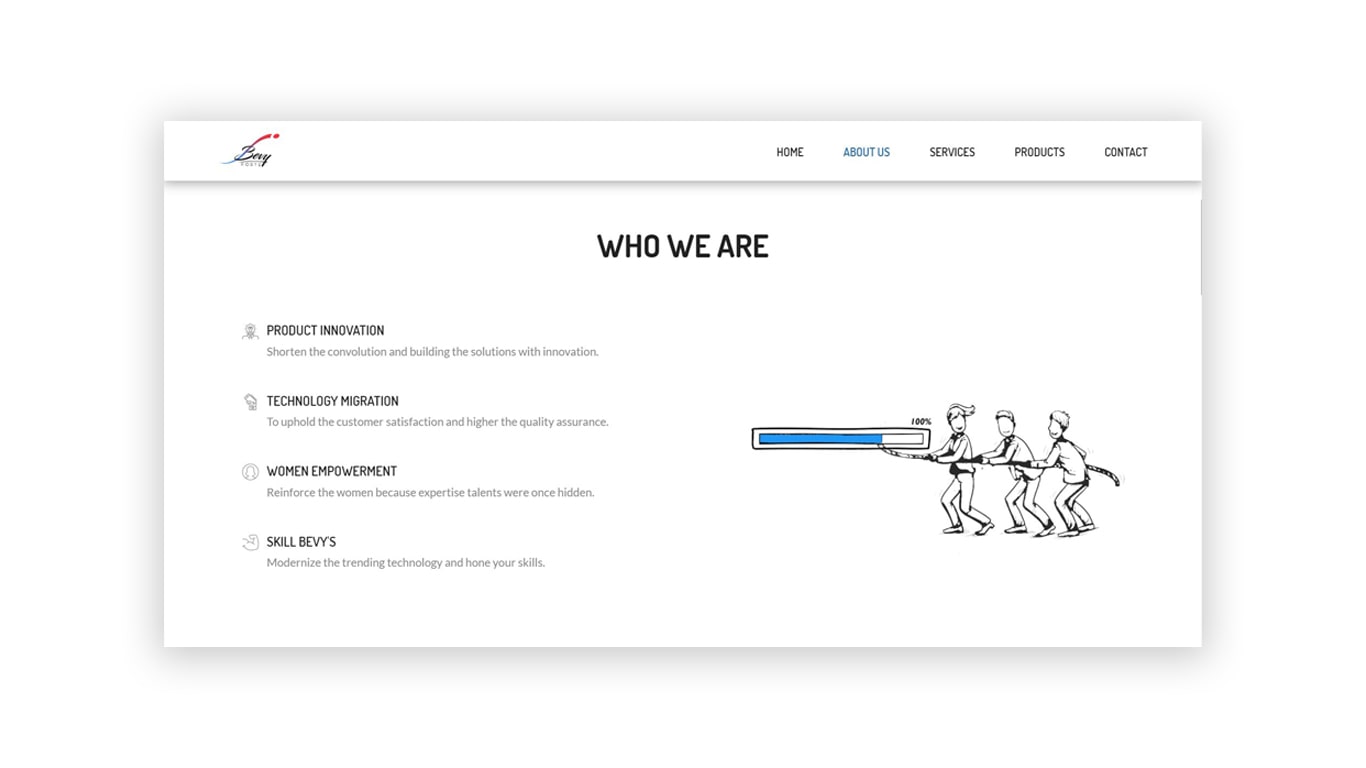 Bevy
HOME ABOUT US SERVICES PRODUCTS CONTACT
WHO WE ARE
PRODUCT INNOVATION
Shorten the convolution and building the solutions with innovation.
TECHNOLOGY MIGRATION
To uphold the customer satisfaction and higher the quality assurance.
100%
WOMEN EMPOWERMENT
Reinforce the women because expertise talents were once hidden.
SKILL BEVY'S
Modernize the trending technology and hone your skills.